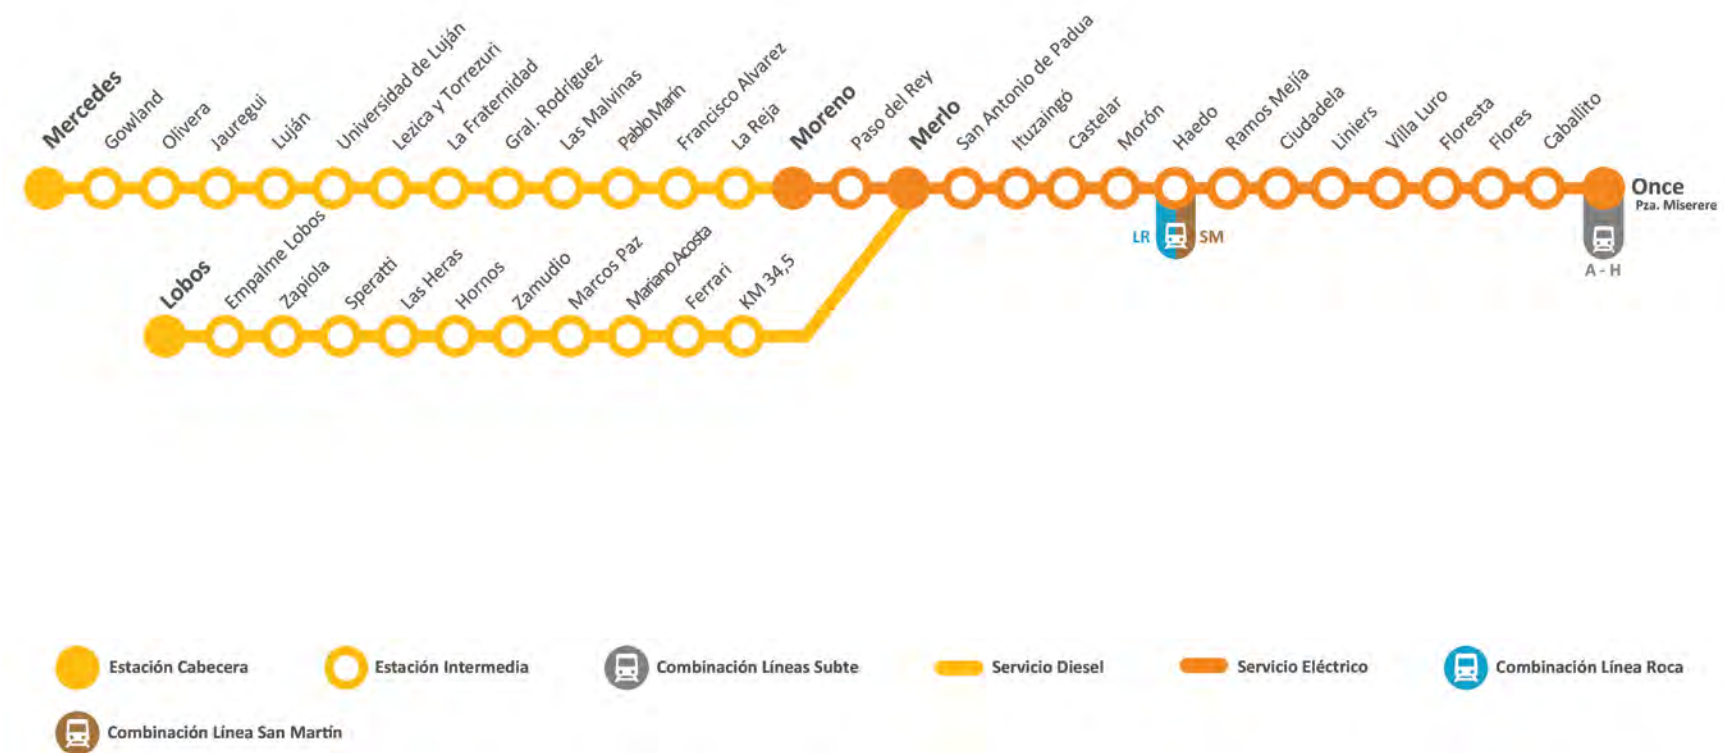 Mercedes
Gowland
Olivera
Jauregui
Luján
Universidad de Luján
Lezica y Torrezuri
La Fraternidad
Gral. Rodríguez
Las Malvinas
Pablo Marín
Francisco Alvarez
La Reja
Moreno
Paso del Rey
Merlo
San Antonio de Padua
Ituzaingó
Castelar
Morón
Haedo
Ramos Mejía
Ciudadela
Liniers
Villa Luro
Floresta
Flores
Caballito
Once
Pza. Miserere
LR
SM
A - H
Lobos
Empalme Lobos
Zapiola
Speratti
Las Heras
Hornos
Zamudio
Marcos Paz
Mariano Acosta
Ferrari
KM 34,5
Estación Cabecera
Estación Intermedia
Combinación Líneas Subte
Servicio Diesel
Servicio Eléctrico
Combinación Línea Roca
Combinación Línea San Martín